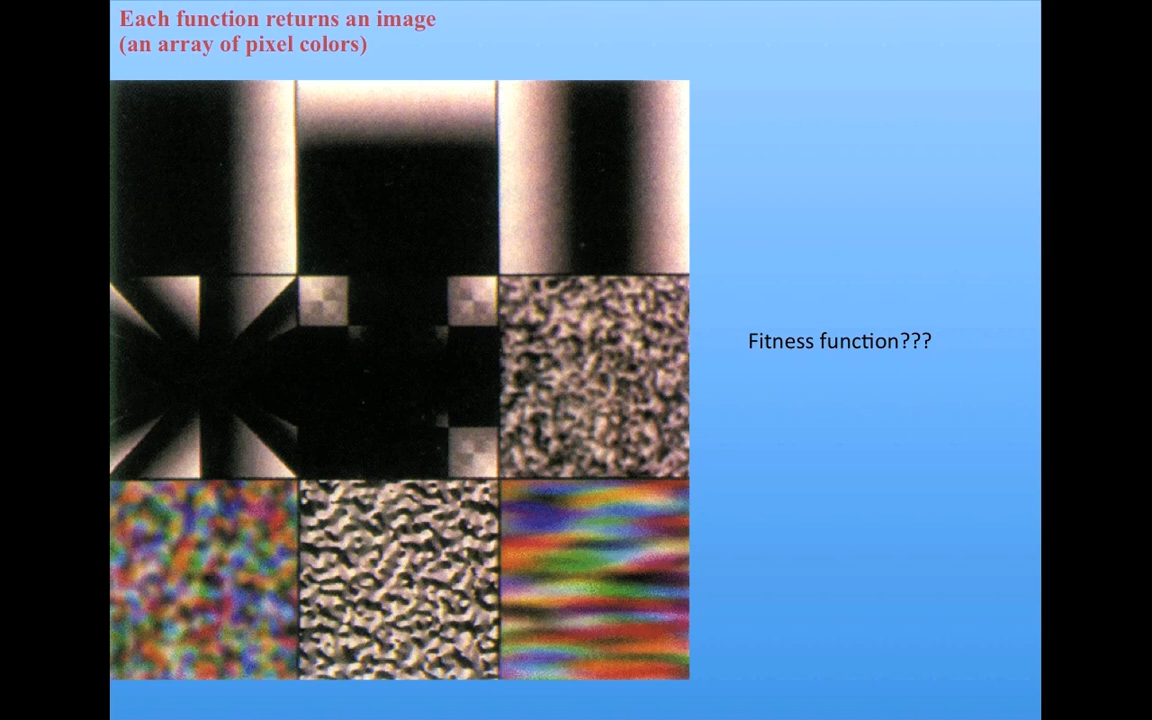 Each function returns an image
(an array of pixel colors)
Fitness function???